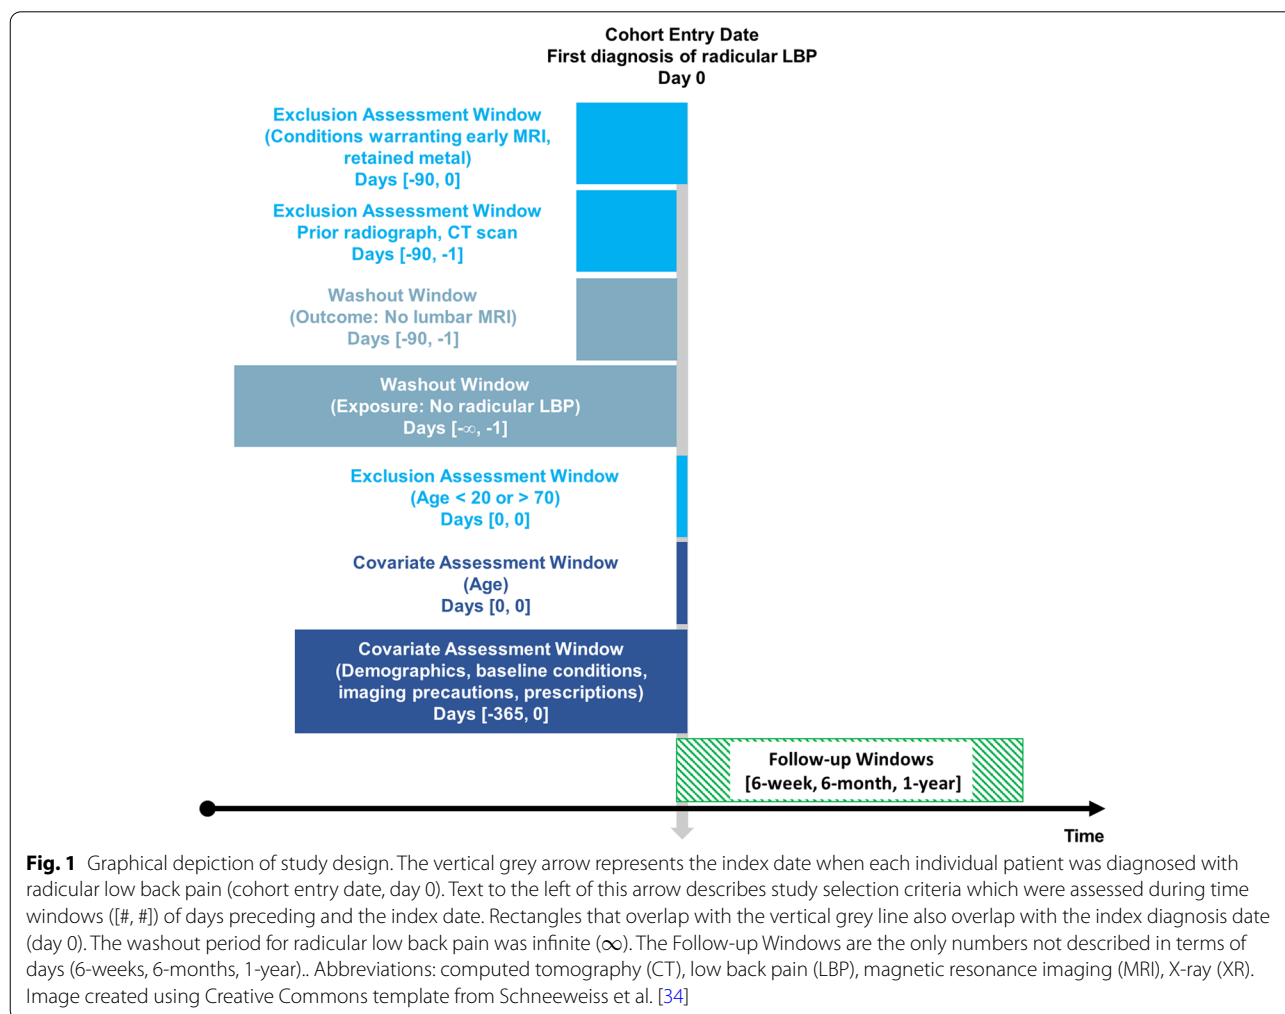 Cohort Entry Date
First diagnosis of radicular LBP
Day 0
Exclusion Assessment Window
(Conditions warranting early MRI,
retained metal)
Days [-90, 0]
Exclusion Assessment Window
Prior radiograph, CT scan
Days [-90, -1]
Washout Window
(Outcome: No lumbar MRI)
Days [-90, -1]
Washout Window
(Exposure: No radicular LBP)
Days [-∞, -1]
Exclusion Assessment Window
(Age < 20 or > 70)
Days [0, 0]
Covariate Assessment Window
(Age)
Days [0, 0]
Covariate Assessment Window
(Demographics, baseline conditions,
imaging precautions, prescriptions)
Days [-365, 0]
Follow-up Windows
[6-week, 6-month, 1-year]
Time
Fig. 1 Graphical depiction of study design. The vertical grey arrow represents the index date when each individual patient was diagnosed with
radicular low back pain (cohort entry date, day 0). Text to the left of this arrow describes study selection criteria which were assessed during time
windows ([#, #]) of days preceding and the index date. Rectangles that overlap with the vertical grey line also overlap with the index diagnosis date
(day 0). The washout period for radicular low back pain was infinite (∞). The Follow-up Windows are the only numbers not described in terms of
days (6-weeks, 6-months, 1-year).. Abbreviations: computed tomography (CT), low back pain (LBP), magnetic resonance imaging (MRI), X-ray (XR).
Image created using Creative Commons template from Schneeweiss et al. [34]